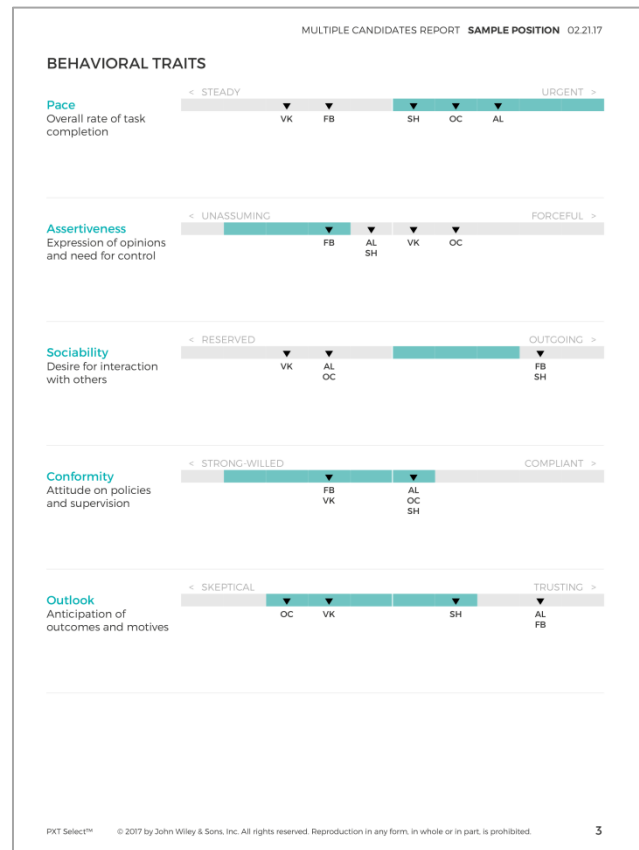 MULTIPLE CANDIDATES REPORT SAMPLE POSITION 02.21.17
BEHAVIORAL TRAITS
< STEADY URGENT >
Pace
Overall rate of task
completion
VK FB SH OC AL
< UNASSUMING FORCEFUL >
Assertiveness
Expression of opinions
and need for control
FB AL VK OC
SH
< RESERVED OUTGOING >
Sociability
Desire for interaction
with others
VK AL FB
OC SH
< STRONG-WILLED COMPLIANT >
Conformity
Attitude on policies
and supervision
FB AL
VK OC
SH
< SKEPTICAL TRUSTING >
Outlook
Anticipation of
outcomes and motives
OC VK SH AL
FB
PXT Select™ © 2017 by John Wiley & Sons, Inc. All rights reserved. Reproduction in any form, in whole or in part, is prohibited. 3